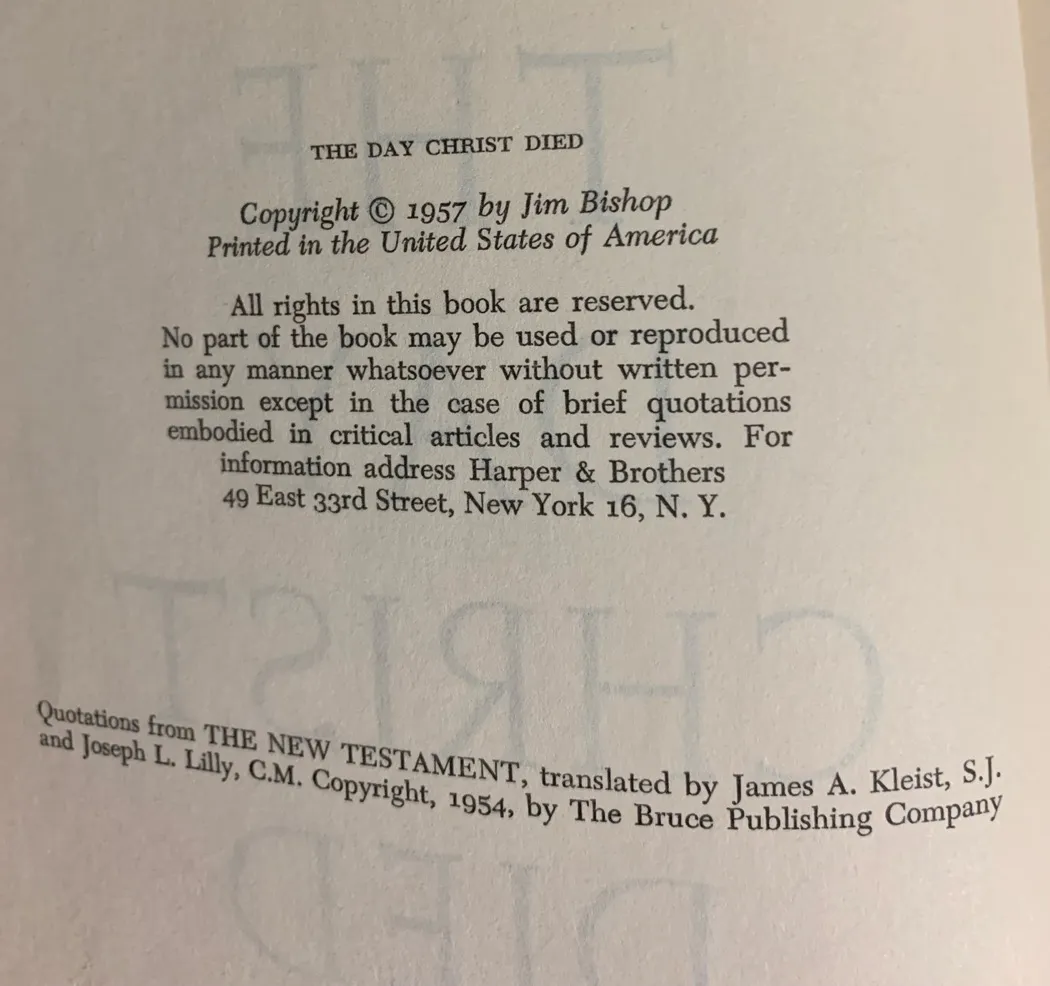 THE DAY CHRIST DIED
Copyright © 1957 by Jim Bishop
Printed in the United States of America
All rights in this book are reserved.
No part of the book may be used or reproduced
in any manner whatsoever without written per-
mission except in the case of brief quotations
embodied in critical articles and reviews. For
information address Harper & Brothers
49 East 33rd Street, New York 16, N. Y.
Quotations from THE NEW TESTAMENT, translated by James A. Kleist, S.J.
and Joseph L. Lilly, C.M. Copyright, 1954, by The Bruce Publishing Company